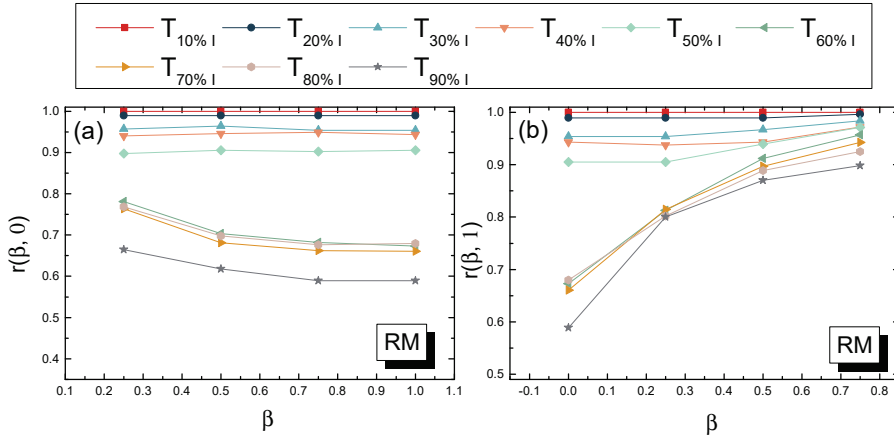 T10% I T20% I T30% I T40% I T50% I T60% I
T70% I T80% I T90% I
(a)
r(β, 0)
1.0
0.9
0.8
0.7
0.6
0.5
0.4
RM
0.1 0.2 0.3 0.4 0.5 0.6 0.7 0.8 0.9 1.0 1.1
β
(b)
r(β, 1)
1.0
0.9
0.8
0.7
0.6
0.5
RM
-0.1 0.0 0.1 0.2 0.3 0.4 0.5 0.6 0.7 0.8
β